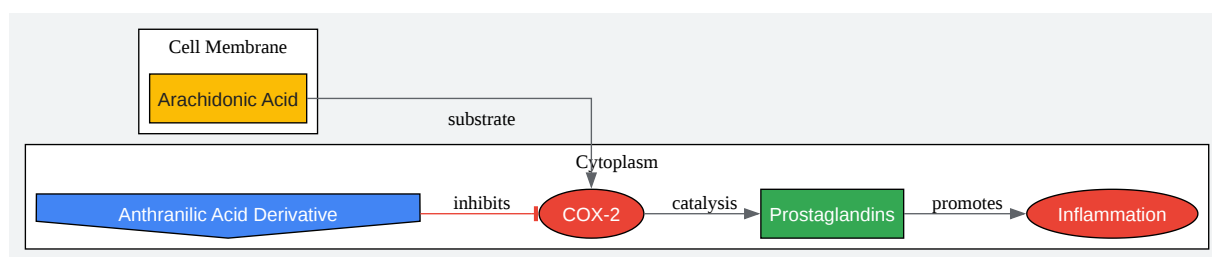 Cell Membrane
Arachidonic Acid
substrate
Cytoplasm
Anthranilic Acid Derivative
inhibits
COX-2
catalysis
Prostaglandins
promotes
Inflammation